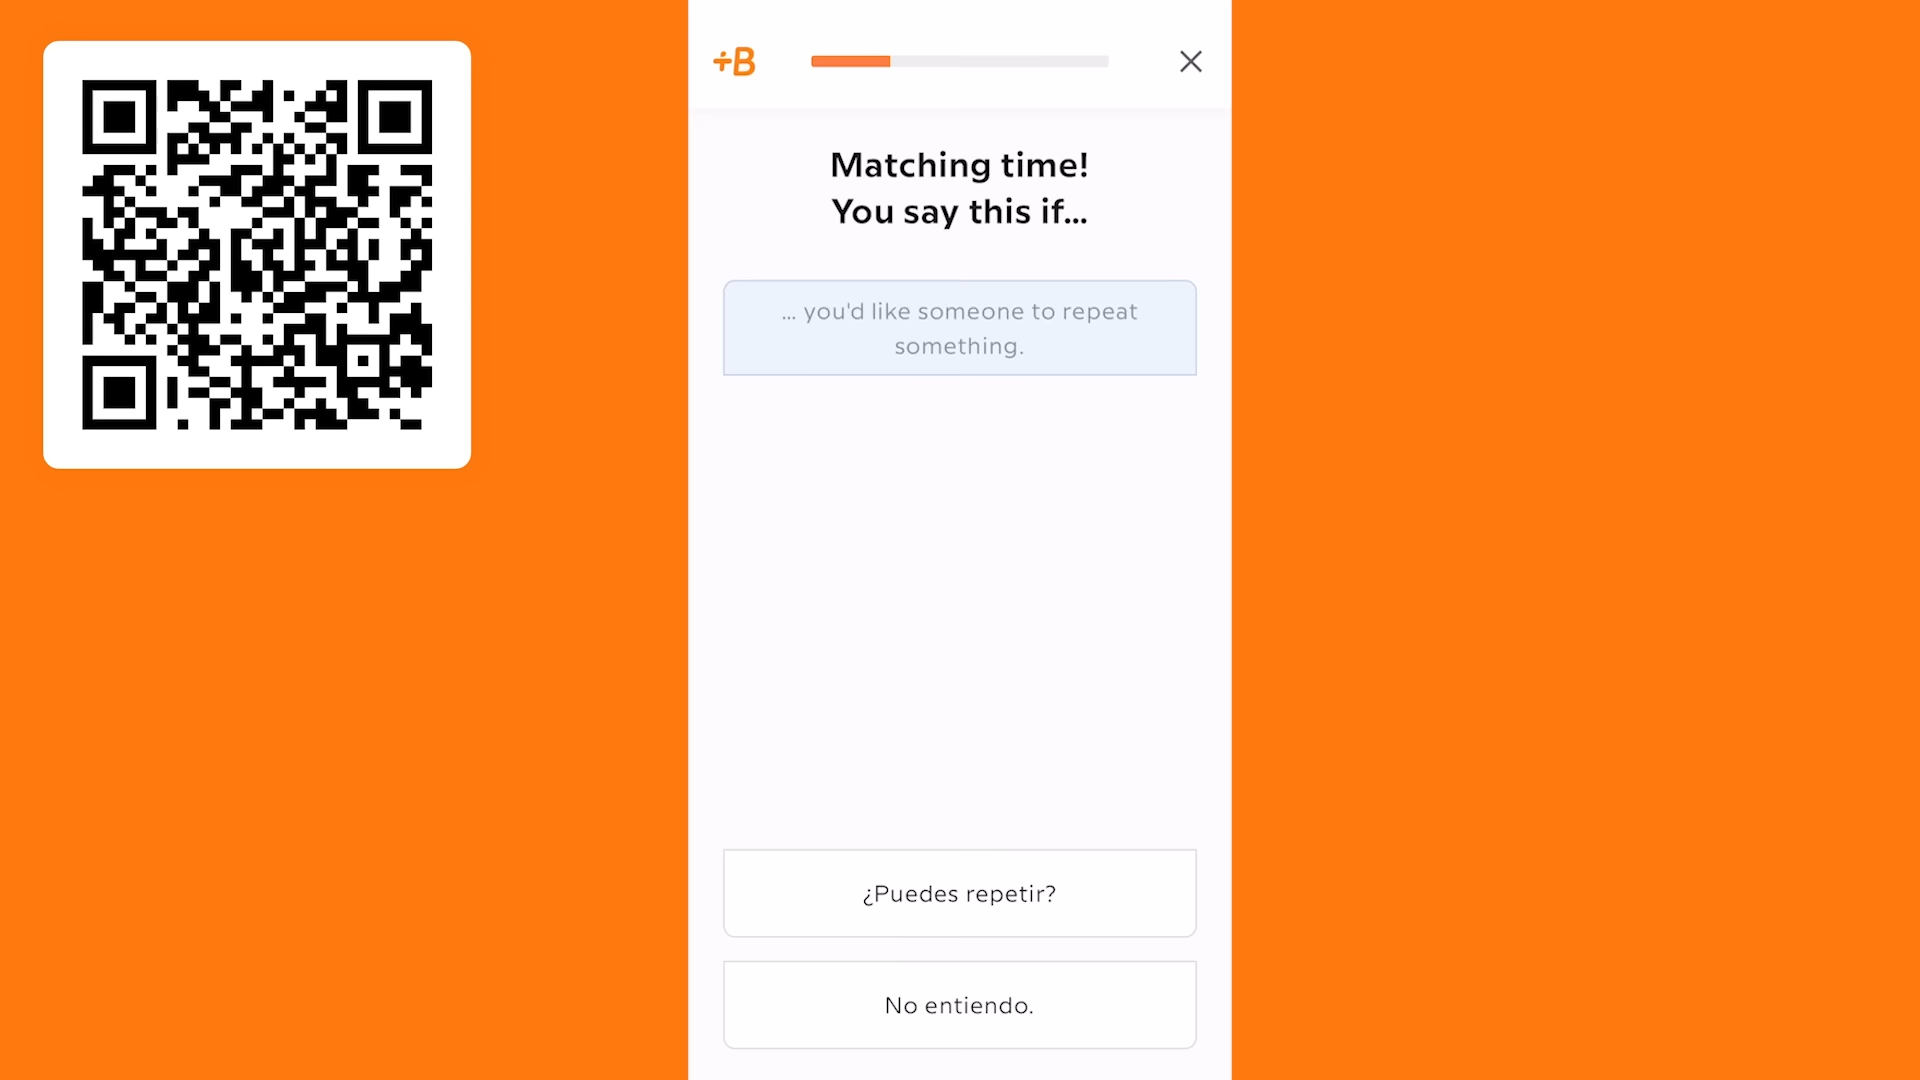 +B
Matching time!
You say this if...
... you'd like someone to repeat
something.
¿Puedes repetir?
No entiendo.